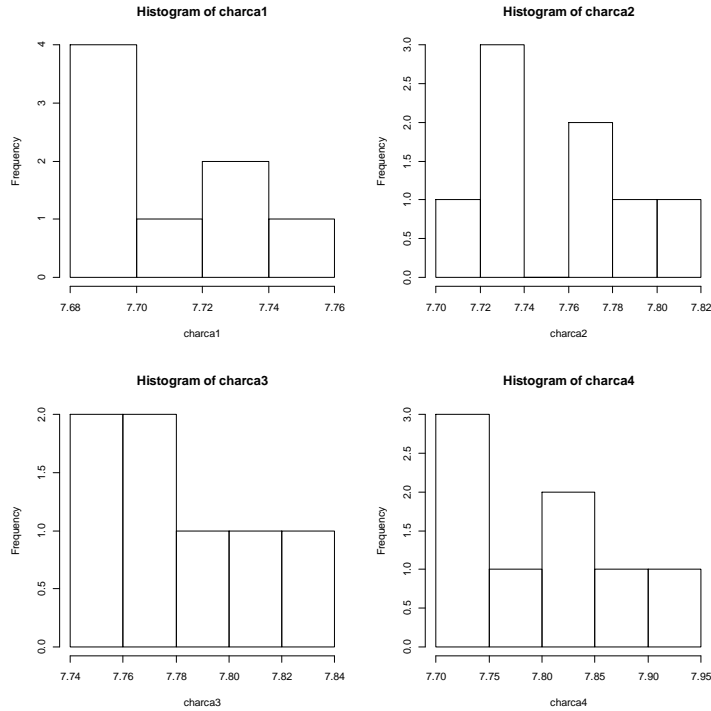 Histogram of charca1
Frequency
4
3
2
1
0
7.68 7.70 7.72 7.74 7.76
charca1
Histogram of charca2
Frequency
3.0
2.5
2.0
1.5
1.0
0.5
0.0
7.70 7.72 7.74 7.76 7.78 7.80 7.82
charca2
Histogram of charca3
Frequency
2.0
1.5
1.0
0.5
0.0
7.74 7.76 7.78 7.80 7.82 7.84
charca3
Histogram of charca4
Frequency
3.0
2.5
2.0
1.5
1.0
0.5
0.0
7.70 7.75 7.80 7.85 7.90 7.95
charca4